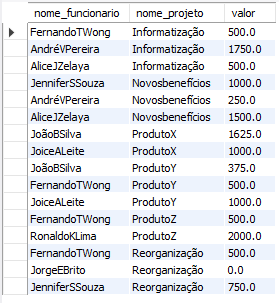 nome_funcionario nome_projeto valor
FernandoTWong Informatização 500.0
AndréVPereira Informatização 1750.0
AliceJZelaya Informatização 500.0
JenniferSSouza Novosbenefícios 1000.0
AndréVPereira Novosbenefícios 250.0
AliceJZelaya Novosbenefícios 1500.0
JoãoBSilva ProdutoX 1625.0
JoiceALeite ProdutoX 1000.0
JoãoBSilva ProdutoY 375.0
FernandoTWong ProdutoY 500.0
JoiceALeite ProdutoY 1000.0
FernandoTWong ProdutoZ 500.0
RonaldoKLima ProdutoZ 2000.0
FernandoTWong Reorganização 500.0
JorgeEBrito Reorganização 0.0
JenniferSSouza Reorganização 750.0